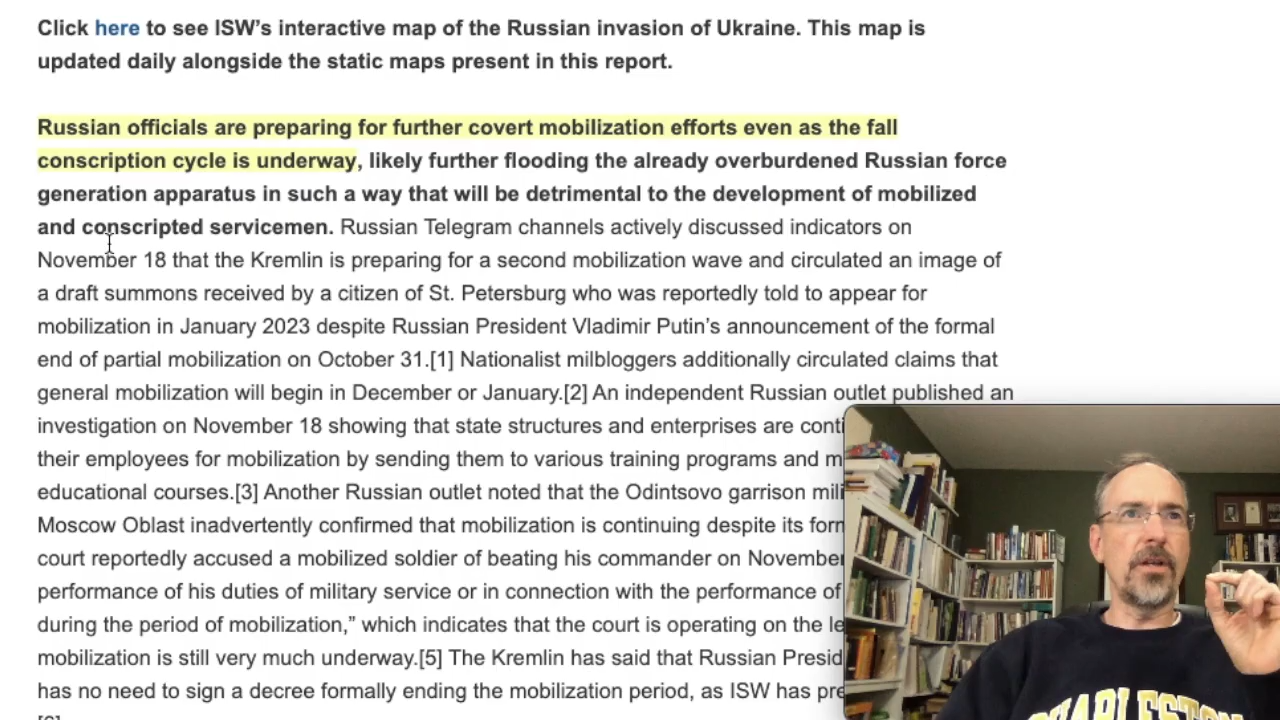 Click here to see ISW’s interactive map of the Russian invasion of Ukraine. This map is
updated daily alongside the static maps present in this report.
Russian officials are preparing for further covert mobilization efforts even as the fall
conscription cycle is underway, likely further flooding the already overburdened Russian force
generation apparatus in such a way that will be detrimental to the development of mobilized
and conscripted servicemen. Russian Telegram channels actively discussed indicators on
November 18 that the Kremlin is preparing for a second mobilization wave and circulated an image of
a draft summons received by a citizen of St. Petersburg who was reportedly told to appear for
mobilization in January 2023 despite Russian President Vladimir Putin’s announcement of the formal
end of partial mobilization on October 31.[1] Nationalist milbloggers additionally circulated claims that
general mobilization will begin in December or January.[2] An independent Russian outlet published an
investigation on November 18 showing that state structures and enterprises are conti
their employees for mobilization by sending them to various training programs and m
educational courses.[3] Another Russian outlet noted that the Odintsovo garrison mili
Moscow Oblast inadvertently confirmed that mobilization is continuing despite its forn
court reportedly accused a mobilized soldier of beating his commander on November
performance of his duties of military service or in connection with the performance of
during the period of mobilization,” which indicates that the court is operating on the le
mobilization is still very much underway.[5] The Kremlin has said that Russian Presid
has no need to sign a decree formally ending the mobilization period, as ISW has pre
CHARLESTON